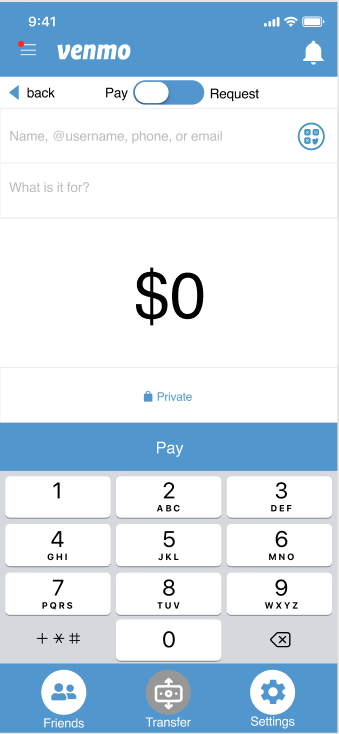 9:41
venmo
back Pay Request
Name, @username, phone, or email
What is it for?
$0
Private
Pay
1 2 3
ABC DEF
4 5 6
GHI JKL MNO
7 8 9
PQRS TUV WXYZ
+*# 0
Friends Transfer Settings